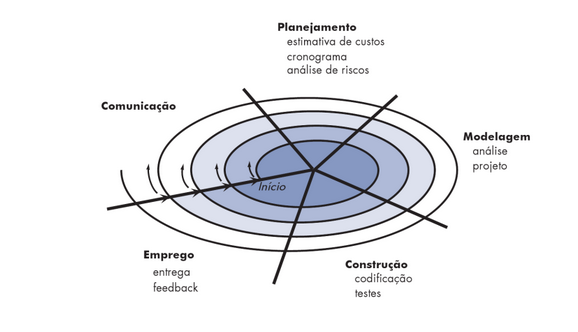 Planejamento
estimativa de custos
cronograma
análise de riscos
Comunicação
Modelagem
análise
projeto
Início
Emprego
entrega
feedback
Construção
codificação
testes